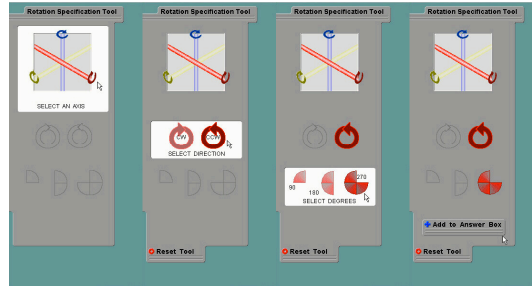 Rotation Specification Tool
SELECT AN AXIS
Rotation Specification Tool
CW
CCW
SELECT DIRECTION
Reset Tool
Rotation Specification Tool
90
180
270
SELECT DEGREES
Reset Tool
Rotation Specification Tool
Add to Answer Box
Reset Tool